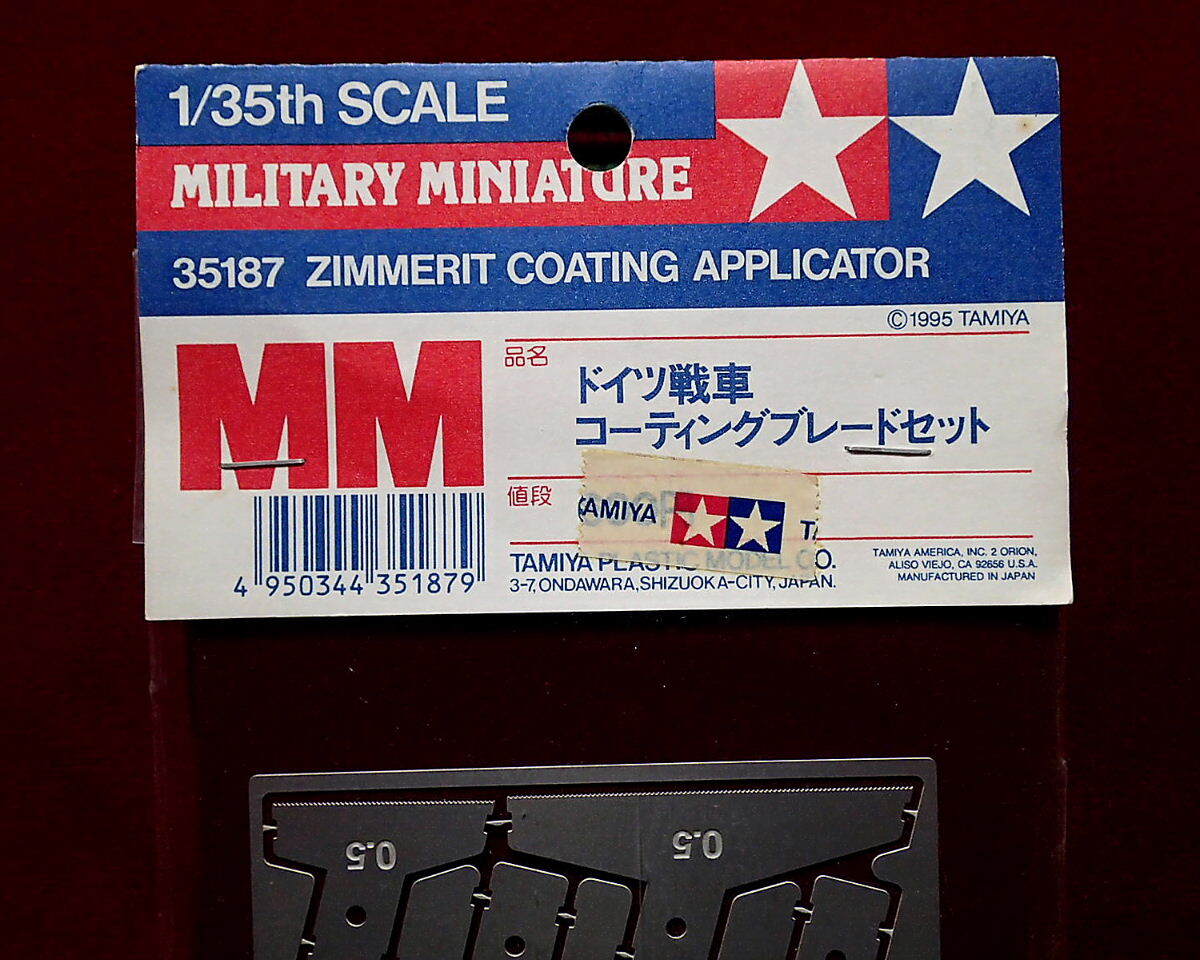 1/35th SCALE
MILITARY MINIATURE
35187 ZIMMERIT COATING APPLICATOR
©1995 TAMIYA
MM
品名
ドイツ戦車
コーティングブレードセット
値段
TAMIYA
TA
4 950344 351879
TAMIYA PLASTIC MODEL CO.
3-7, ONDAWARA, SHIZUOKA-CITY, JAPAN.
TAMIYA AMERICA, INC. 2 ORION,
ALISO VIEJO, CA 92656 U.S.A.
MANUFACTURED IN JAPAN
0.5
0.5